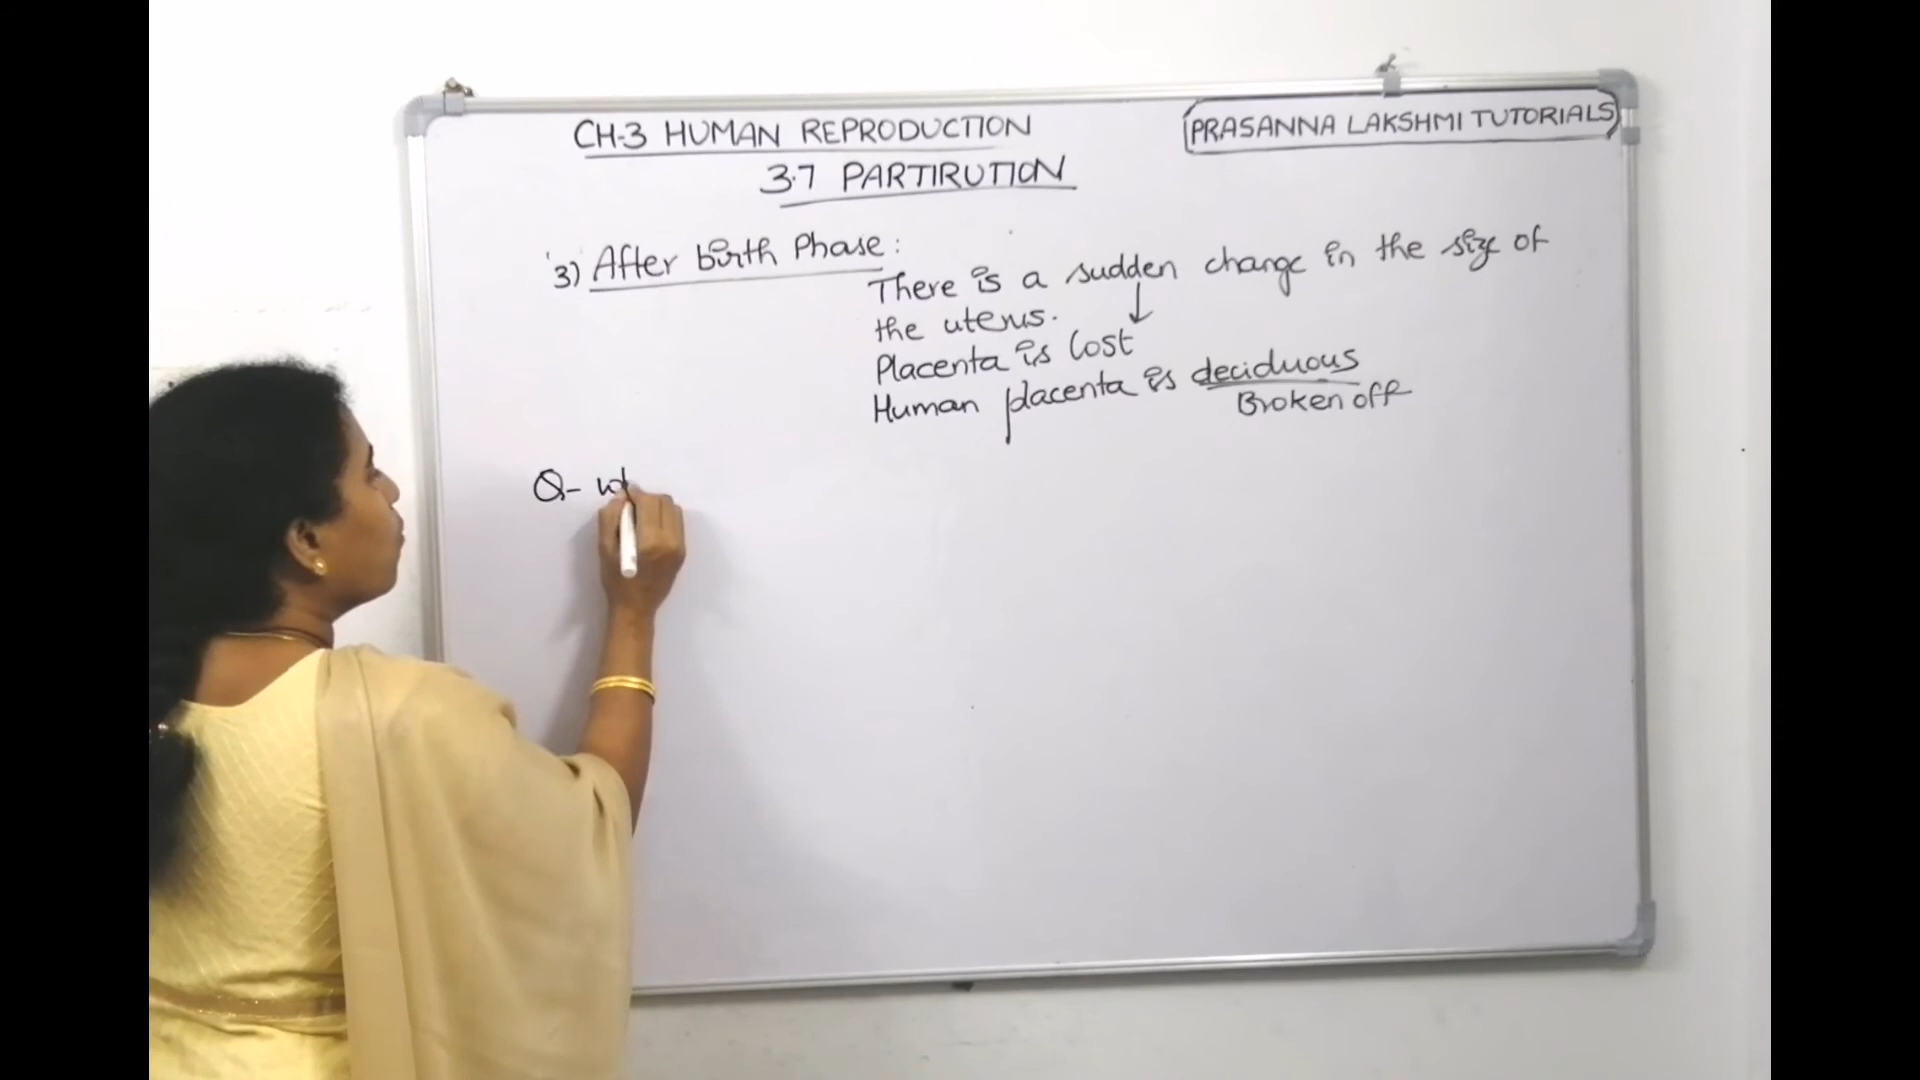 CH-3 HUMAN REPRODUCTION
PRASANNA LAKSHMI TUTORIALS
3.7 PARTIRUTION
3) After birth Phase:
There is a sudden change in the size of
the uterus. ↓
Placenta is lost
Human placenta is deciduous
Broken off
Q-